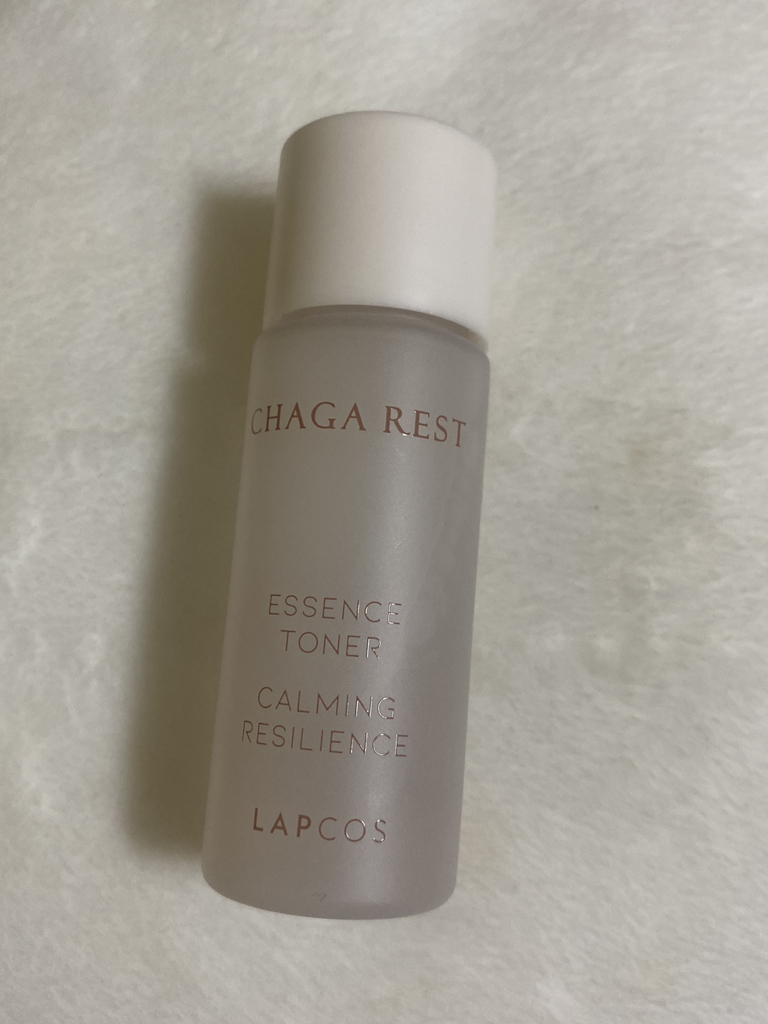 CHAGA REST
ESSENCE
TONER
CALMING
RESILIENCE
LAPCOS